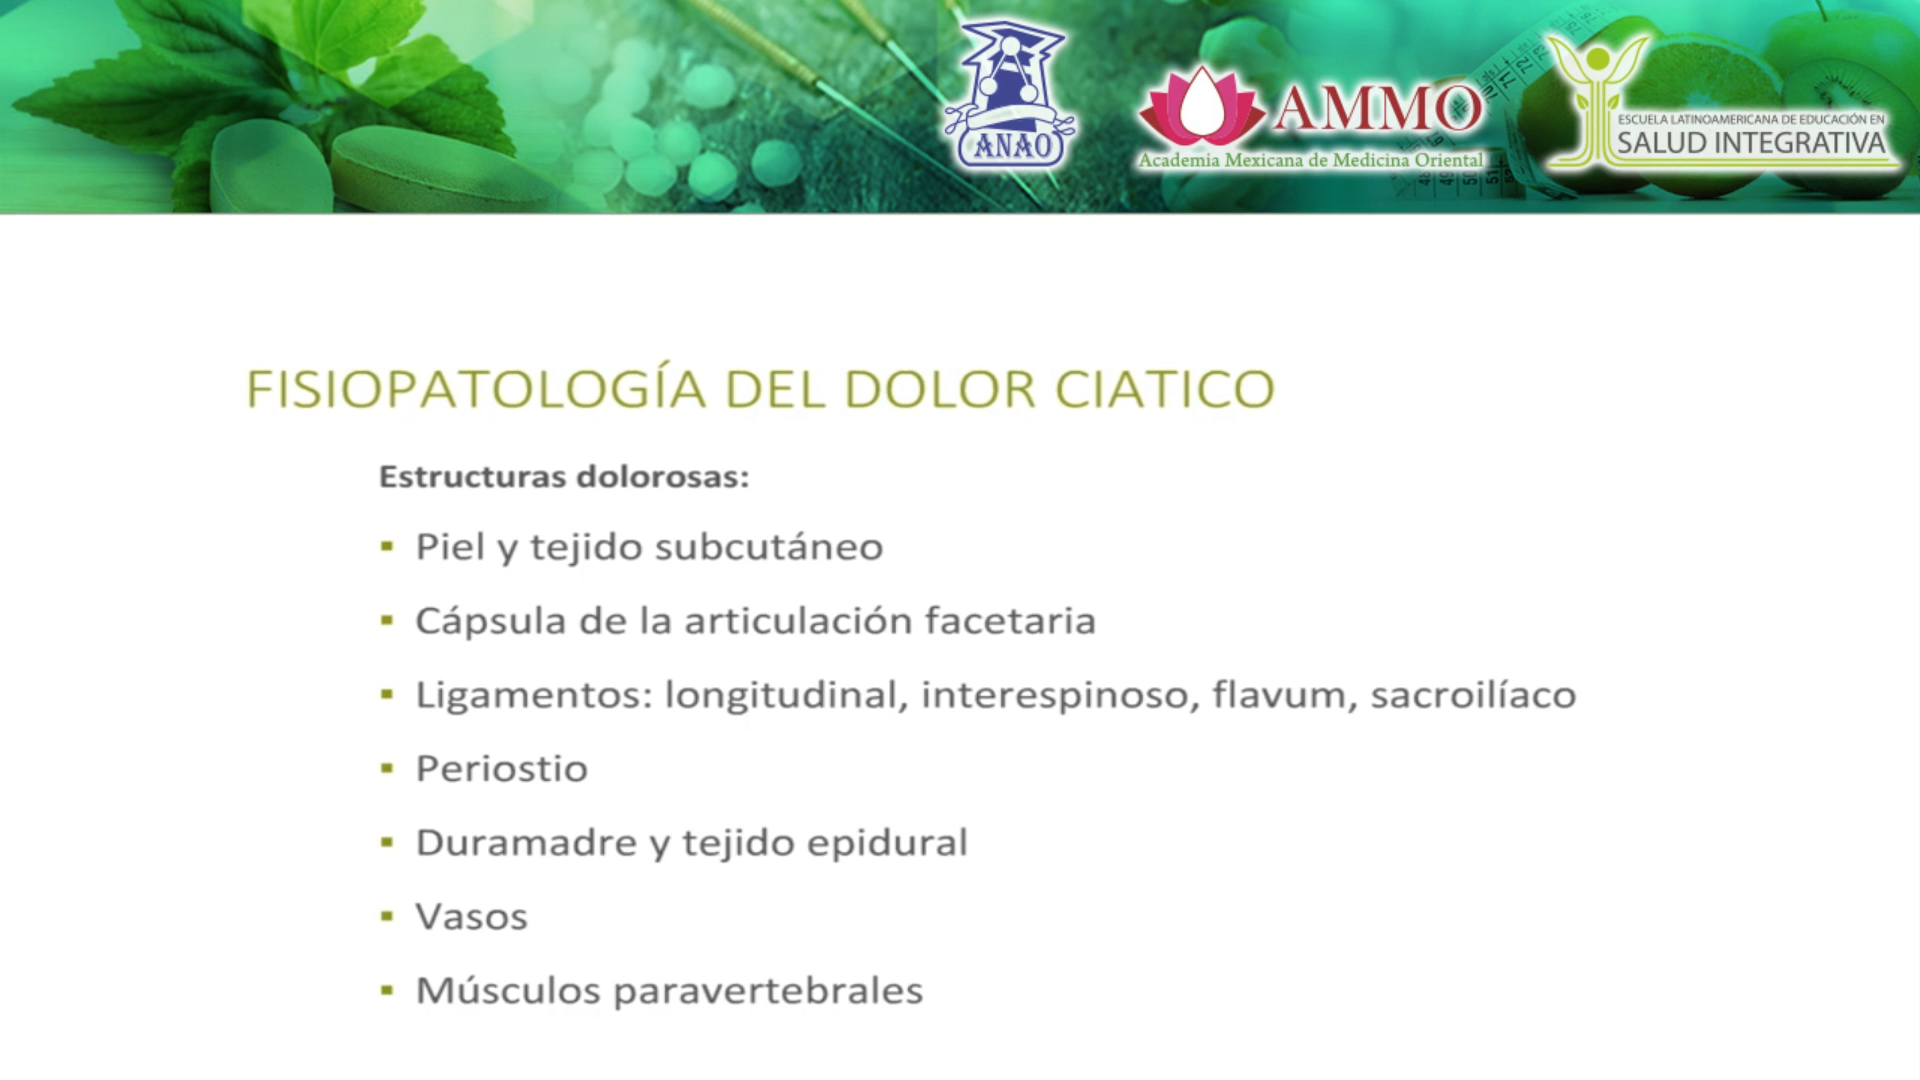 ANAO
AMMO
Academia Mexicana de Medicina Oriental
ESCUELA LATINOAMERICANA DE EDUCACIÓN EN
SALUD INTEGRATIVA
FISIOPATOLOGÍA DEL DOLOR CIATICO
Estructuras dolorosas:
▪ Piel y tejido subcutáneo
▪ Cápsula de la articulación facetaria
▪ Ligamentos: longitudinal, interespinoso, flavum, sacroilíaco
▪ Periostio
▪ Duramadre y tejido epidural
▪ Vasos
▪ Músculos paravertebrales